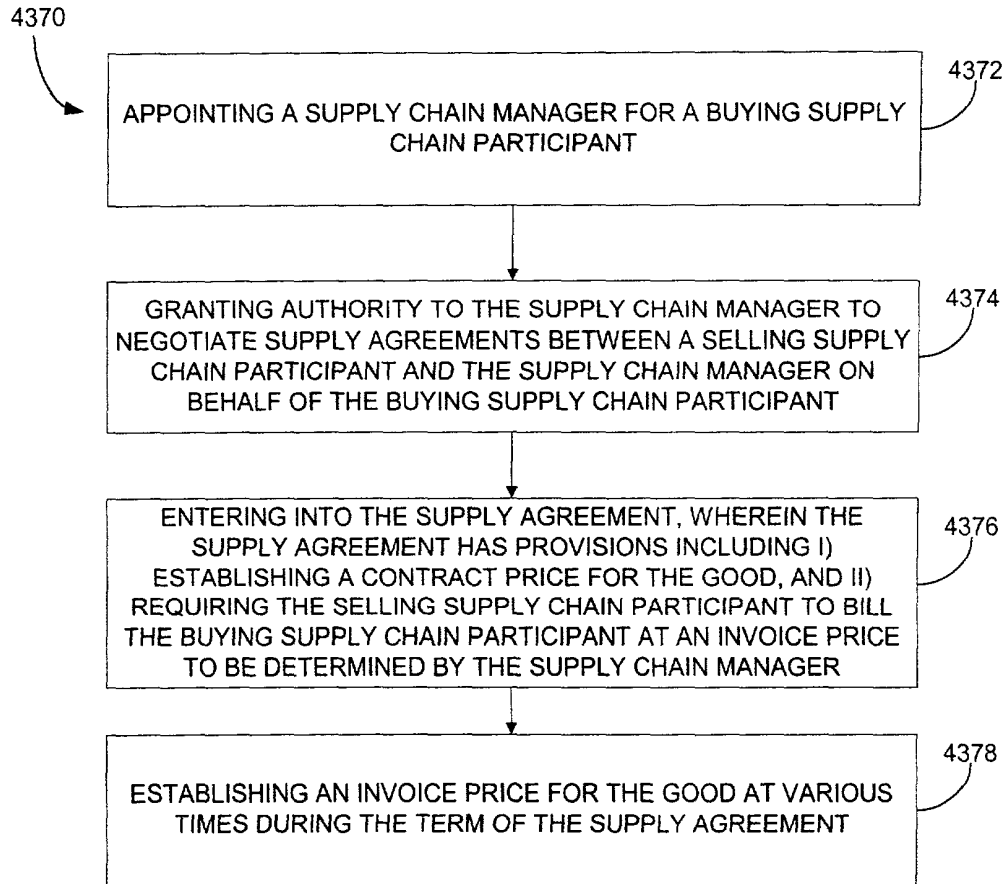 4370
4372
APPOINTING A SUPPLY CHAIN MANAGER FOR A BUYING SUPPLY
CHAIN PARTICIPANT
4374
GRANTING AUTHORITY TO THE SUPPLY CHAIN MANAGER TO
NEGOTIATE SUPPLY AGREEMENTS BETWEEN A SELLING SUPPLY
CHAIN PARTICIPANT AND THE SUPPLY CHAIN MANAGER ON
BEHALF OF THE BUYING SUPPLY CHAIN PARTICIPANT
4376
ENTERING INTO THE SUPPLY AGREEMENT, WHEREIN THE
SUPPLY AGREEMENT HAS PROVISIONS INCLUDING I)
ESTABLISHING A CONTRACT PRICE FOR THE GOOD, AND II)
REQUIRING THE SELLING SUPPLY CHAIN PARTICIPANT TO BILL
THE BUYING SUPPLY CHAIN PARTICIPANT AT AN INVOICE PRICE
TO BE DETERMINED BY THE SUPPLY CHAIN MANAGER
4378
ESTABLISHING AN INVOICE PRICE FOR THE GOOD AT VARIOUS
TIMES DURING THE TERM OF THE SUPPLY AGREEMENT